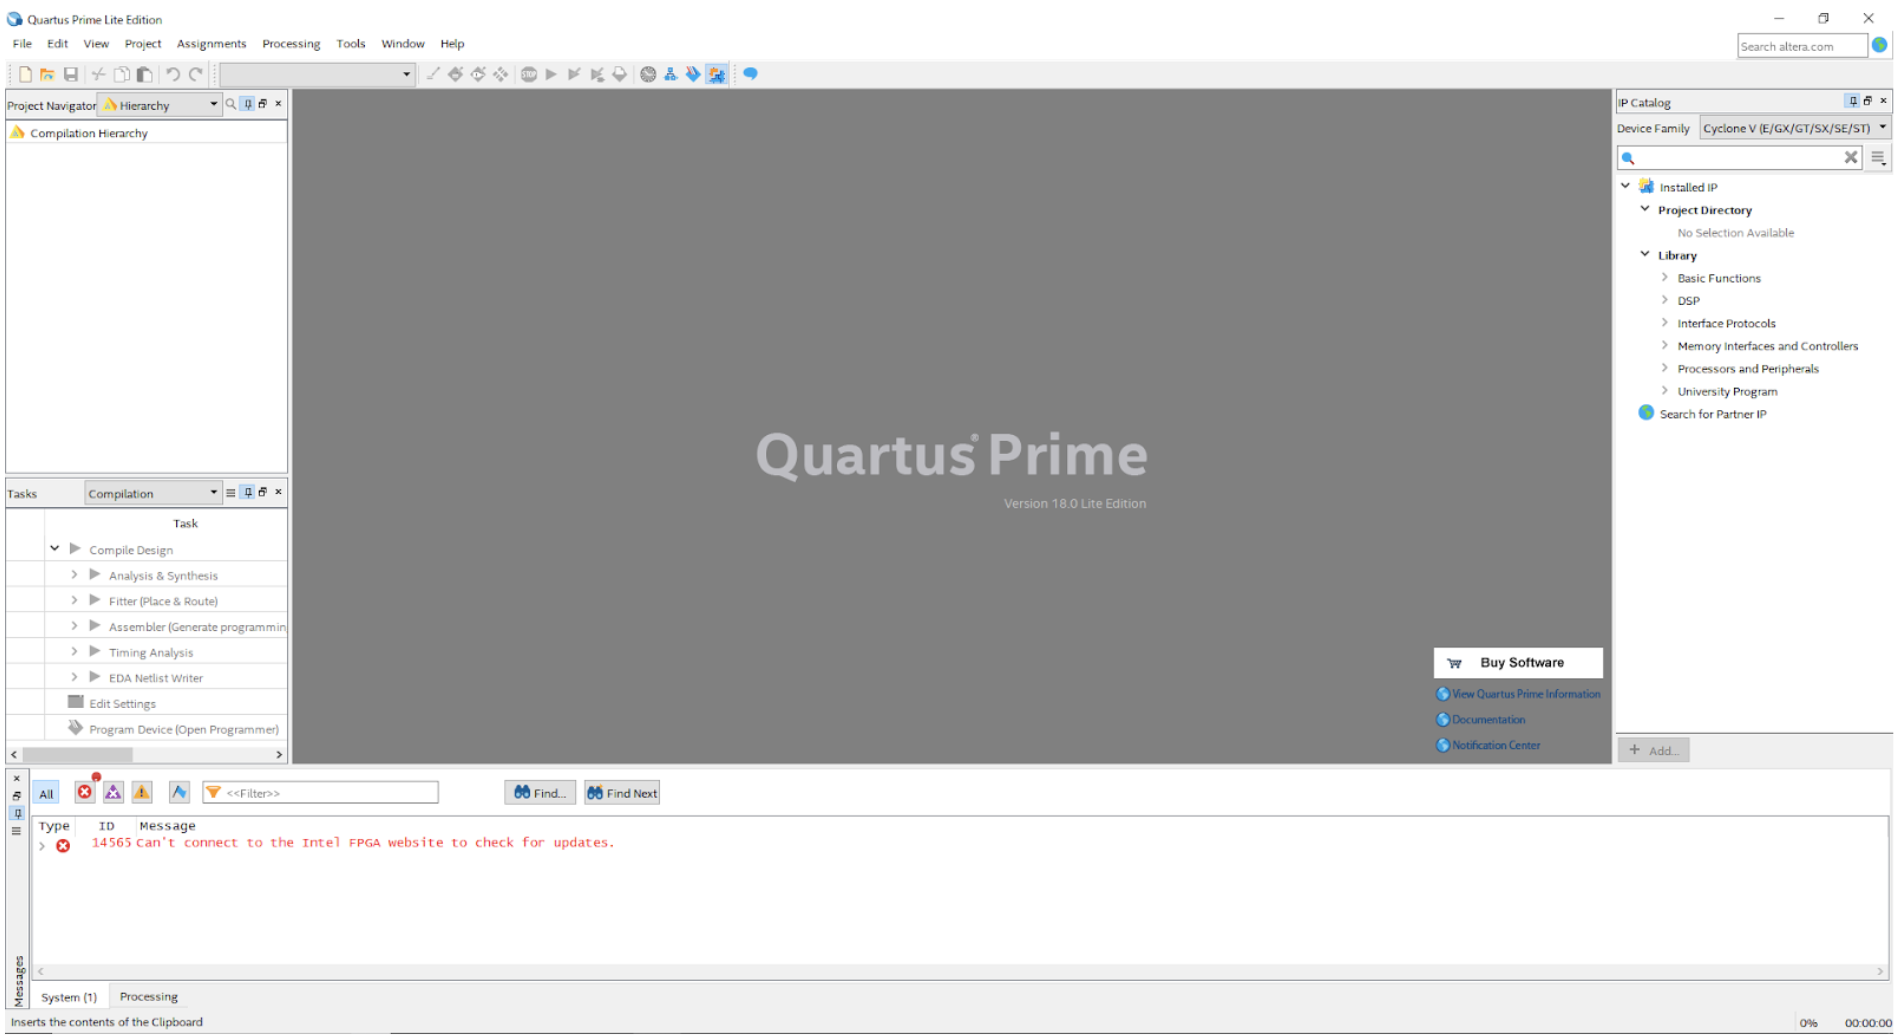 Quartus Prime Lite Edition
File Edit View Project Assignments Processing Tools Window Help
Search altera.com
STOP
Project Navigator Hierarchy
Compilation Hierarchy
Tasks Compilation
Task
Compile Design
Analysis & Synthesis
Fitter (Place & Route)
Assembler (Generate programmin
Timing Analysis
EDA Netlist Writer
Edit Settings
Program Device (Open Programmer)
Quartus® Prime
Version 18.0 Lite Edition
Buy Software
View Quartus Prime Information
Documentation
Notification Center
IP Catalog
Device Family Cyclone V (E/GX/GT/SX/SE/ST)
Installed IP
Project Directory
No Selection Available
Library
Basic Functions
DSP
Interface Protocols
Memory Interfaces and Controllers
Processors and Peripherals
University Program
Search for Partner IP
+ Add...
All <<Filter>> Find... Find Next
Type ID Message
14565 Can't connect to the Intel FPGA website to check for updates.
Messages
System (1) Processing
Inserts the contents of the Clipboard
0% 00:00:00